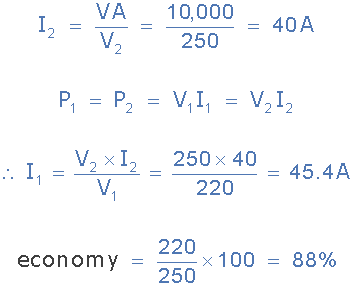 I₂ = VA / V₂ = 10,000 / 250 = 40A
P₁ = P₂ = V₁I₁ = V₂I₂
∴ I₁ = V₂ × I₂ / V₁ = 250 × 40 / 220 = 45.4A
economy = 220 / 250 × 100 = 88%